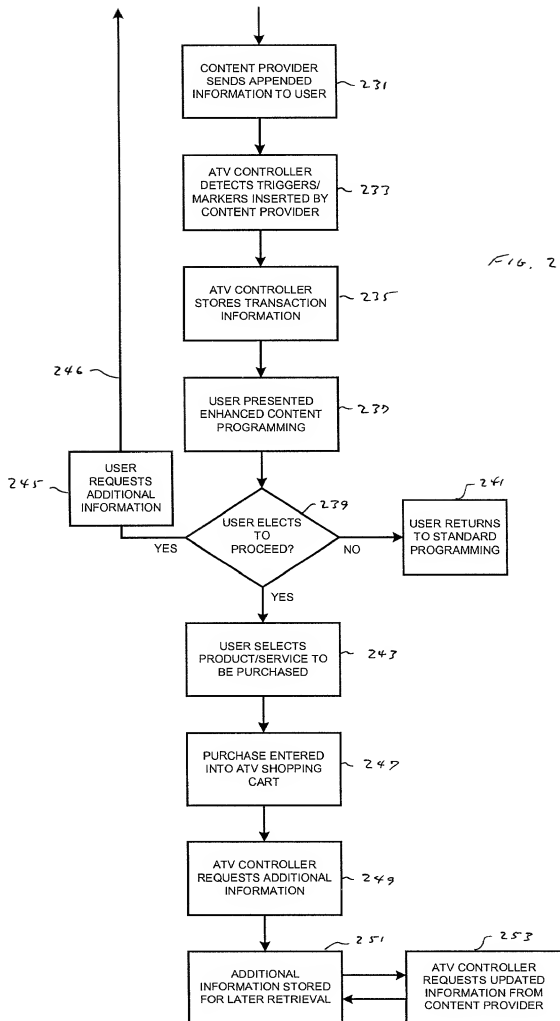 CONTENT PROVIDER
SENDS APPENDED
INFORMATION TO USER
231
ATV CONTROLLER
DETECTS TRIGGERS/
MARKERS INSERTED BY
CONTENT PROVIDER
233
FIG. 2
ATV CONTROLLER
STORES TRANSACTION
INFORMATION
235
246
USER PRESENTED
ENHANCED CONTENT
PROGRAMMING
237
245
USER
REQUESTS
ADDITIONAL
INFORMATION
239
USER ELECTS
TO
PROCEED?
YES
NO
241
USER RETURNS
TO STANDARD
PROGRAMMING
YES
USER SELECTS
PRODUCT/SERVICE TO
BE PURCHASED
243
PURCHASE ENTERED
INTO ATV SHOPPING
CART
247
ATV CONTROLLER
REQUESTS ADDITIONAL
INFORMATION
249
251
ADDITIONAL
INFORMATION STORED
FOR LATER RETRIEVAL
253
ATV CONTROLLER
REQUESTS UPDATED
INFORMATION FROM
CONTENT PROVIDER